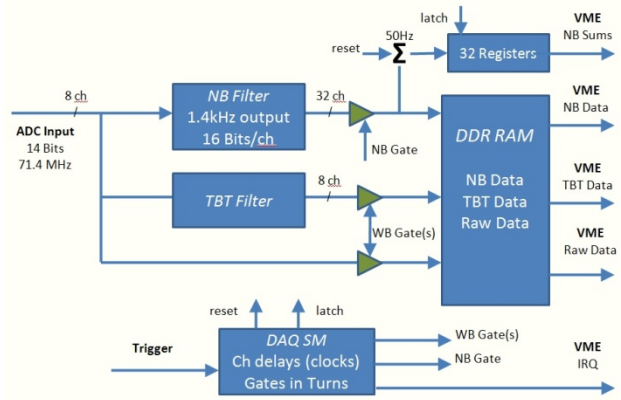 latch
VME
NB Sums
50Hz
reset
Σ
32 Registers
8 ch
NB Filter
1.4kHz output
16 Bits/ch
32 ch
VME
NB Data
ADC Input
14 Bits
71.4 MHz
NB Gate
DDR RAM
NB Data
TBT Data
Raw Data
TBT Filter
8 ch
VME
TBT Data
WB Gate(s)
VME
Raw Data
reset
latch
Trigger
DAQ SM
Ch delays (clocks)
Gates in Turns
WB Gate(s)
NB Gate
VME
IRQ